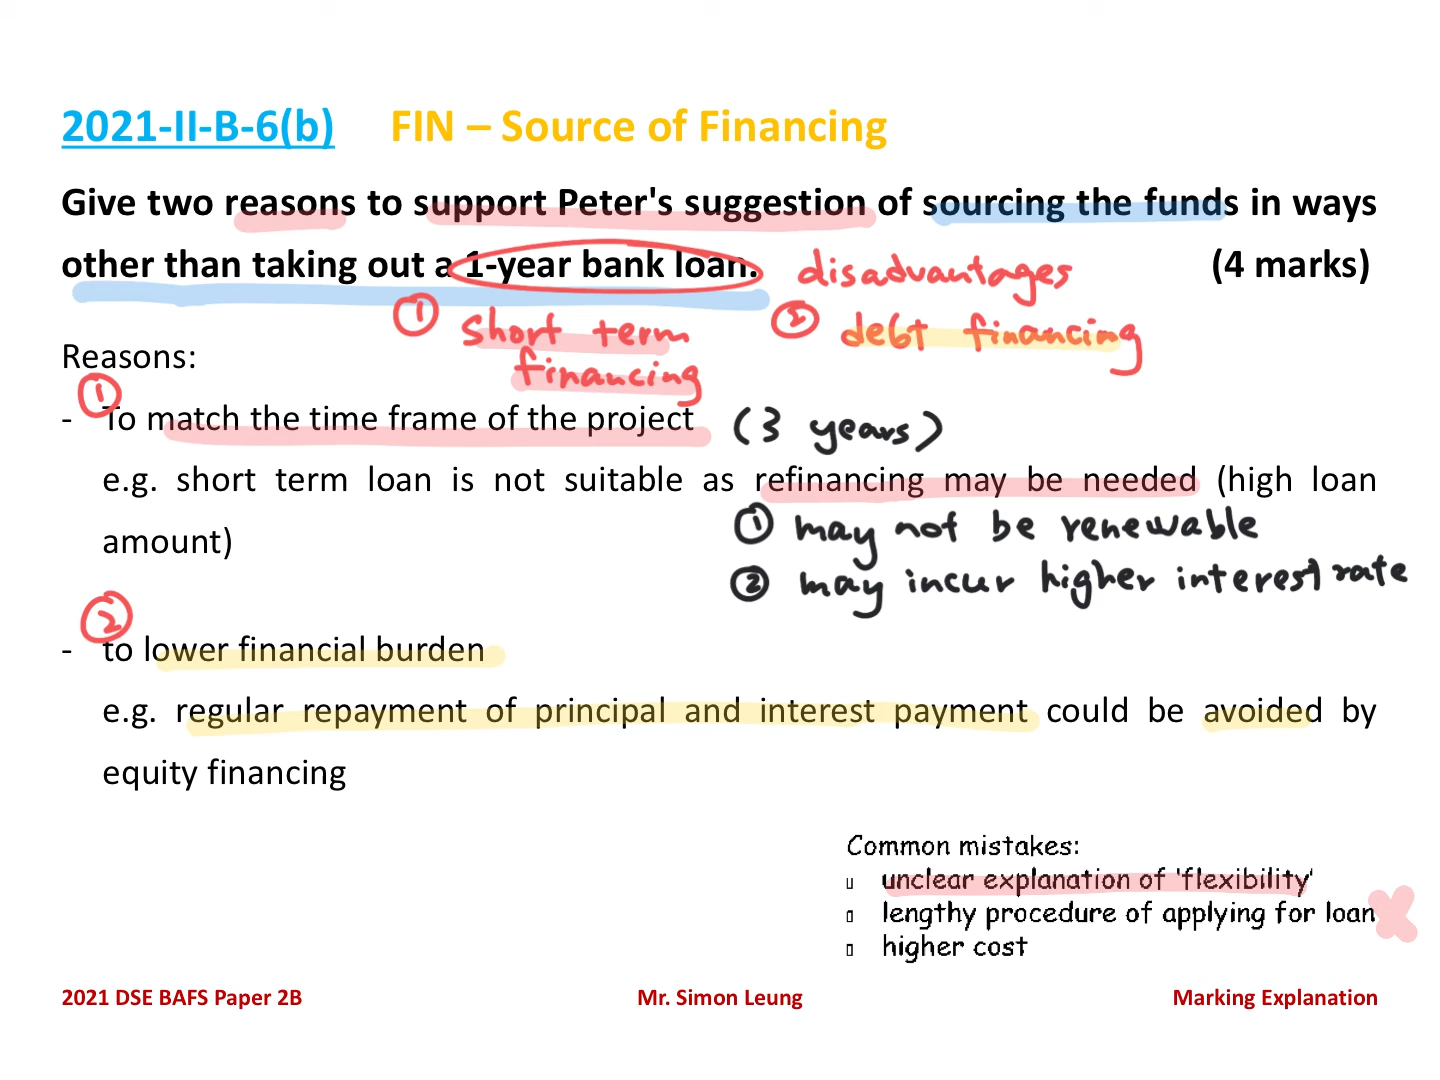 2021-II-B-6(b) FIN – Source of Financing
Give two reasons to support Peter's suggestion of sourcing the funds in ways
other than taking out a 1-year bank loan. disadvantages (4 marks)
① short term ② debt financing
financing
Reasons:
①
- To match the time frame of the project (3 years)
e.g. short term loan is not suitable as refinancing may be needed (high loan
amount) ① may not be renewable
② may incur higher interest rate
②
- to lower financial burden
e.g. regular repayment of principal and interest payment could be avoided by
equity financing
Common mistakes:
unclear explanation of 'flexibility'
lengthy procedure of applying for loan
higher cost
2021 DSE BAFS Paper 2B Mr. Simon Leung Marking Explanation